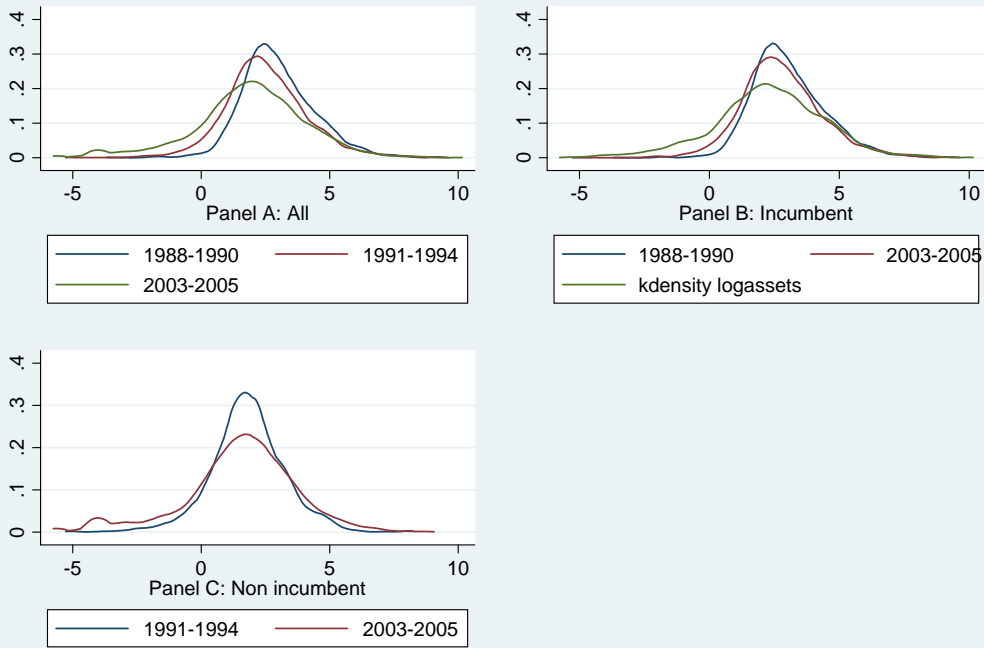 .4
.3
.2
.1
0
-5 0 5 10
Panel A: All
1988-1990 1991-1994
2003-2005
.4
.3
.2
.1
0
-5 0 5 10
Panel B: Incumbent
1988-1990 2003-2005
kdensity logassets
.4
.3
.2
.1
0
-5 0 5 10
Panel C: Non incumbent
1991-1994 2003-2005